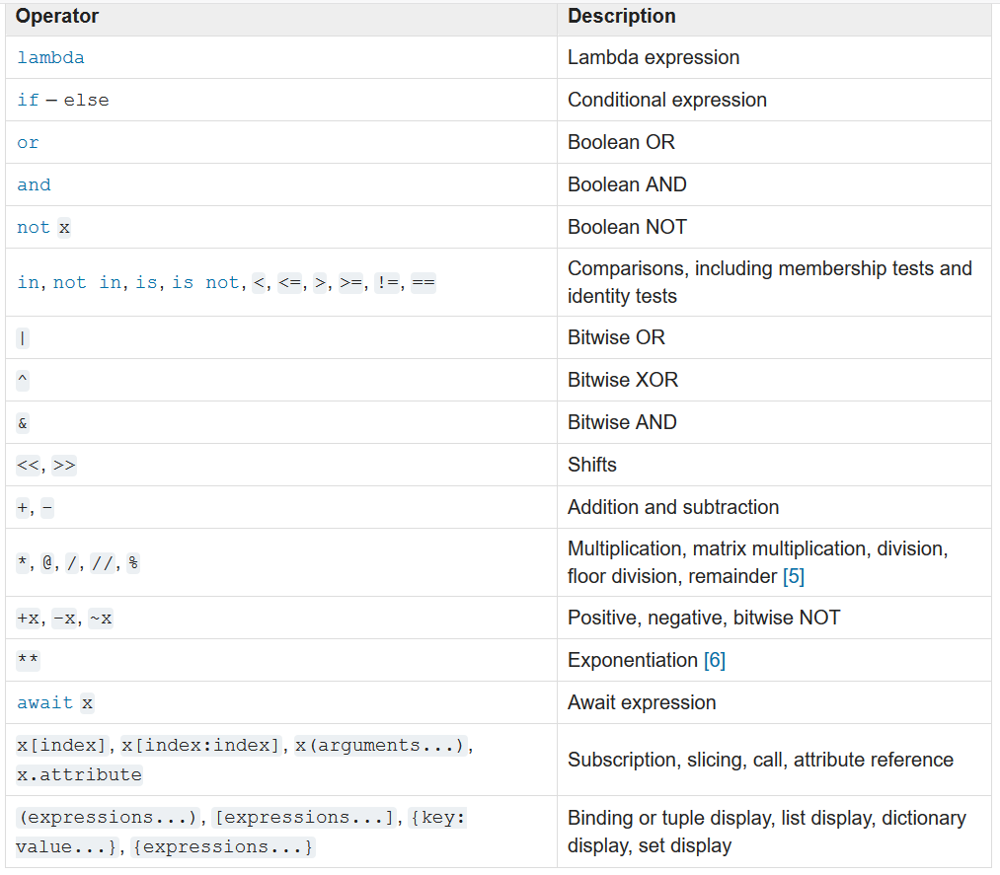 Operator Description
lambda Lambda expression
if – else Conditional expression
or Boolean OR
and Boolean AND
not x Boolean NOT
in, not in, is, is not, <, <=, >, >=, !=, == Comparisons, including membership tests and
identity tests
| Bitwise OR
^ Bitwise XOR
& Bitwise AND
<<, >> Shifts
+, - Addition and subtraction
*, @, /, //, % Multiplication, matrix multiplication, division,
floor division, remainder [5]
+x, -x, ~x Positive, negative, bitwise NOT
** Exponentiation [6]
await x Await expression
x[index], x[index:index], x(arguments...),
x.attribute
Subscription, slicing, call, attribute reference
(expressions...), [expressions...], {key:
value...}, {expressions...}
Binding or tuple display, list display, dictionary
display, set display